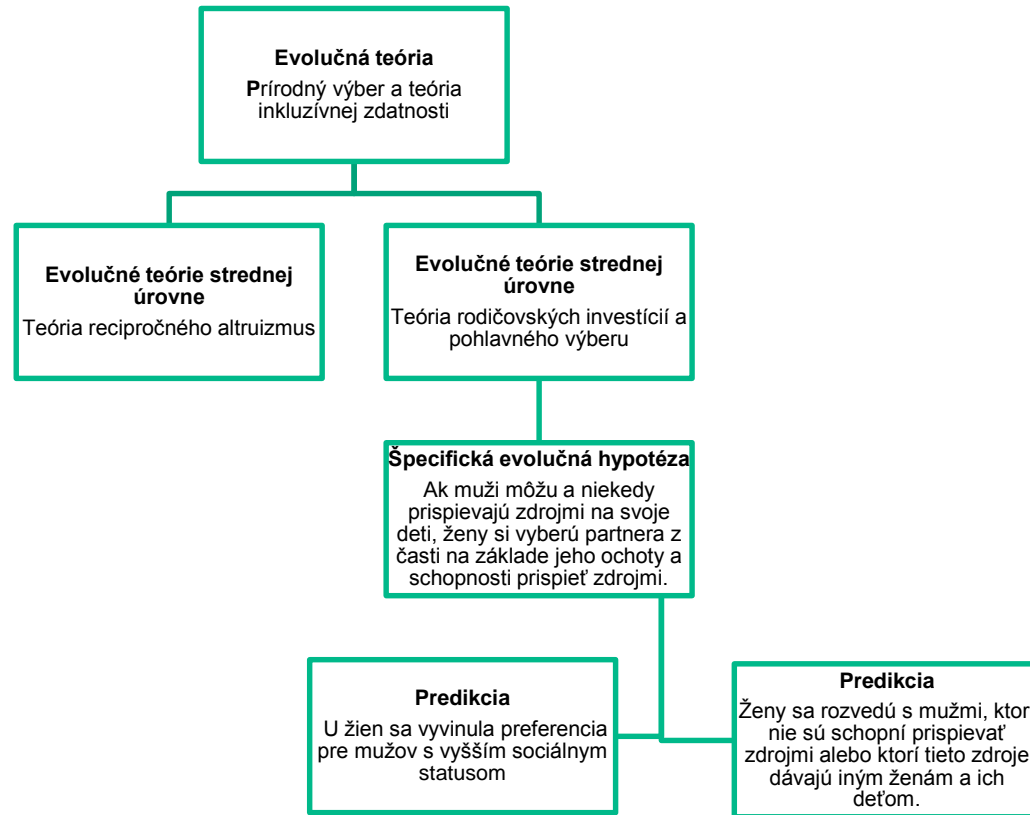 Evolučná teória
Prírodný výber a teória
inkluzívnej zdatnosti
Evolučné teórie strednej
úrovne
Teória recipročného altruizmus
Evolučné teórie strednej
úrovne
Teória rodičovských investícií a
pohlavného výberu
Špecifická evolučná hypotéza
Ak muži môžu a niekedy
prispievajú zdrojmi na svoje
deti, ženy si vyberú partnera z
časti na základe jeho ochoty a
schopnosti prispieť zdrojmi.
Predikcia
U žien sa vyvinula preferencia
pre mužov s vyšším sociálnym
statusom
Predikcia
Ženy sa rozvedú s mužmi, ktor
nie sú schopní prispievať
zdrojmi alebo ktorí tieto zdroje
dávajú iným ženám a ich
deťom.